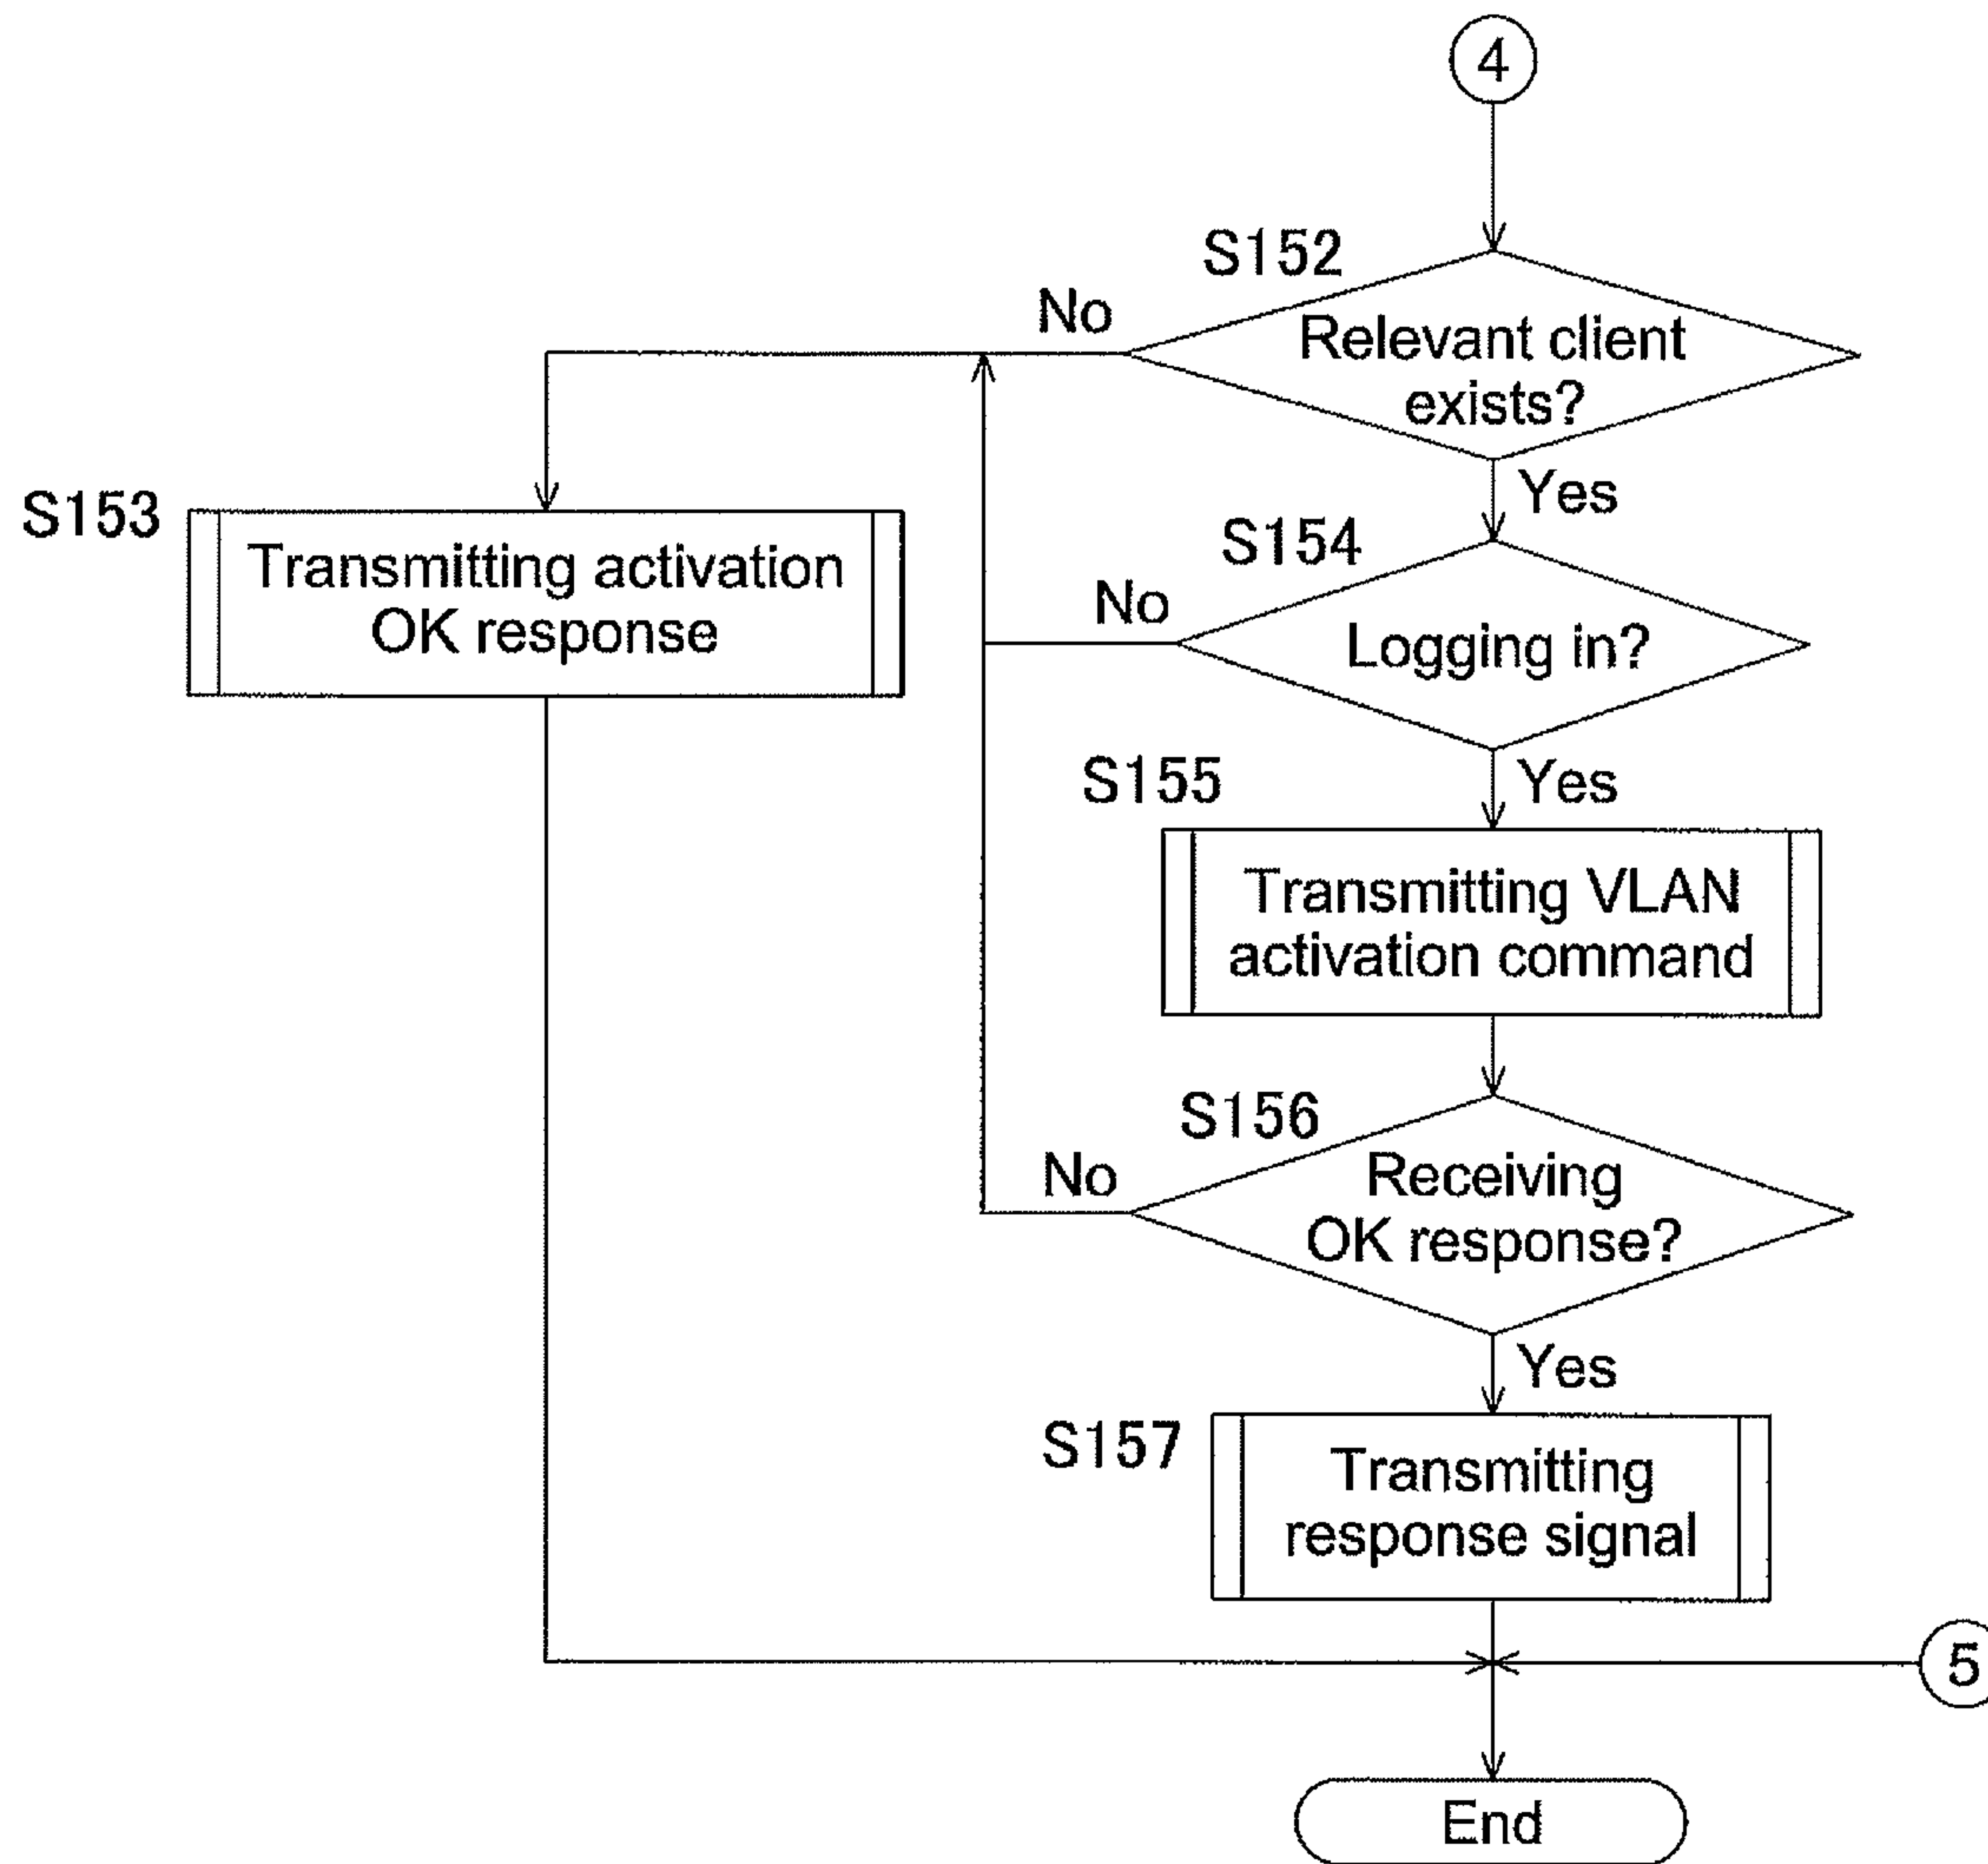 4
S152
No
Relevant client
exists?
Yes
S153
Transmitting activation
OK response
S154
No
Logging in?
Yes
S155
Transmitting VLAN
activation command
S156
No
Receiving
OK response?
Yes
S157
Transmitting
response signal
5
End